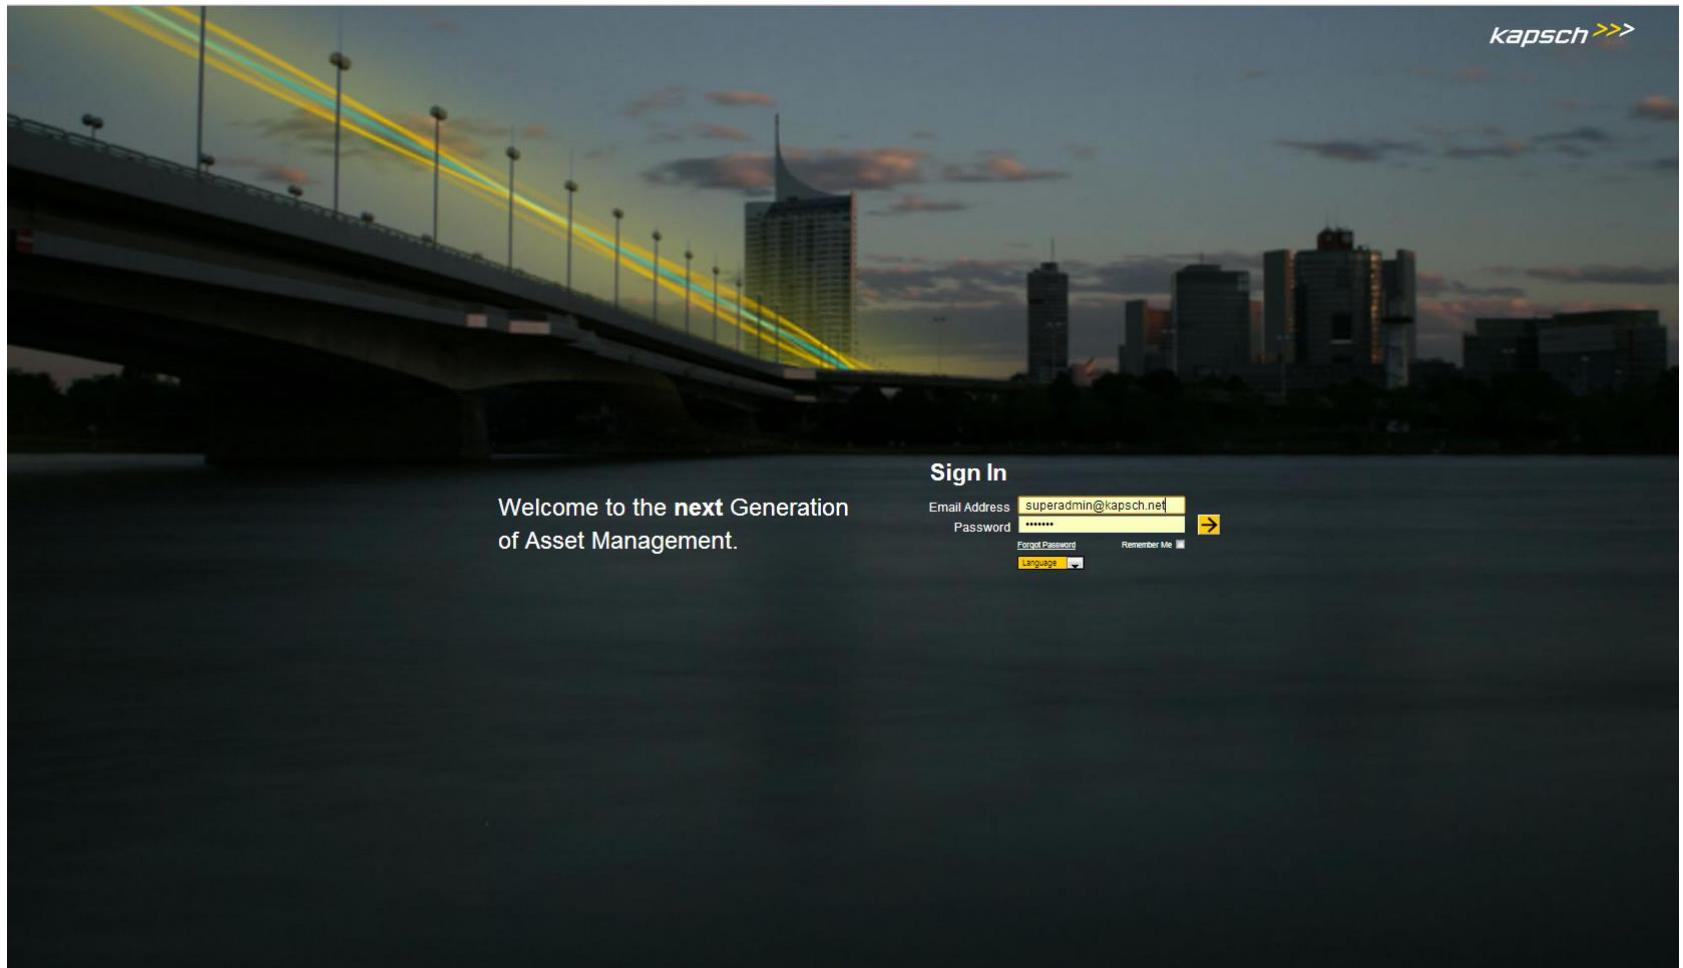 kapsch >>>
Welcome to the next Generation
of Asset Management.
Sign In
Email Address superadmin@kapsch.net
Password •••••••
Forgot Password Remember Me
Language